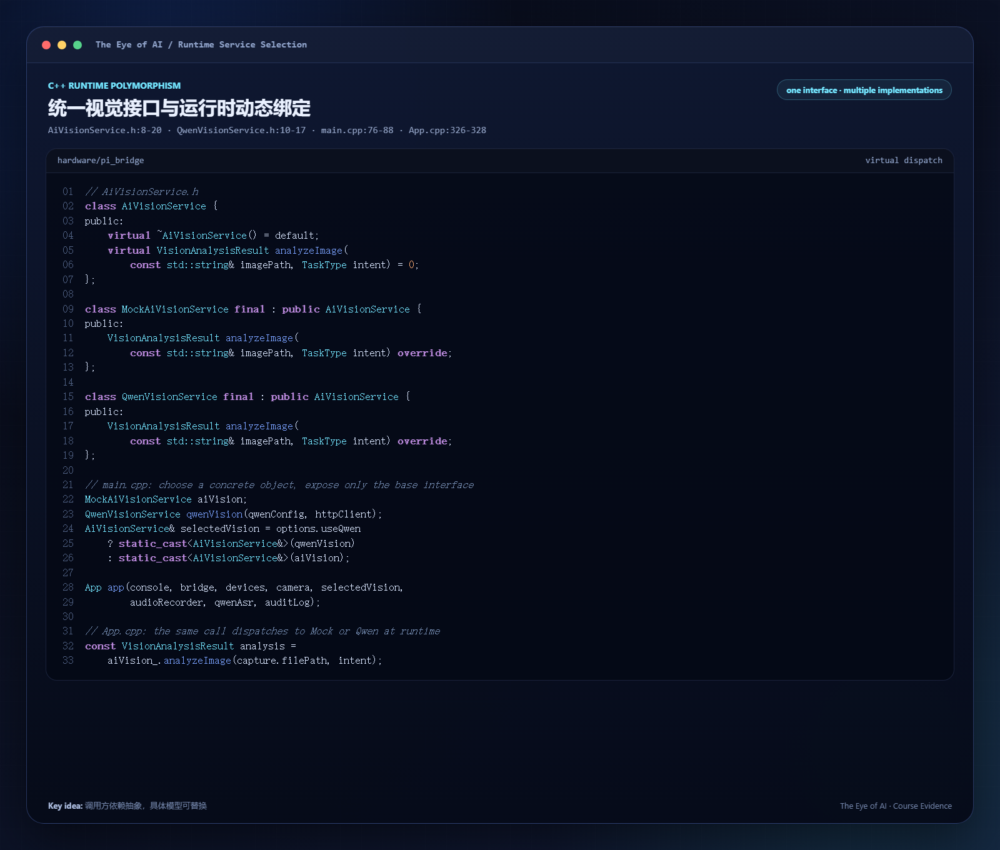 The Eye of AI / Runtime Service Selection
C++ RUNTIME POLYMORPHISM
one interface · multiple implementations
统一视觉接口与运行时动态绑定
AiVisionService.h:8-20 · QwenVisionService.h:10-17 · main.cpp:76-88 · App.cpp:326-328
hardware/pi_bridge
virtual dispatch
01 // AiVisionService.h
02 class AiVisionService {
03 public:
04     virtual ~AiVisionService() = default;
05     virtual VisionAnalysisResult analyzeImage(
06         const std::string& imagePath, TaskType intent) = 0;
07 };
08
09 class MockAiVisionService final : public AiVisionService {
10 public:
11     VisionAnalysisResult analyzeImage(
12         const std::string& imagePath, TaskType intent) override;
13 };
14
15 class QwenVisionService final : public AiVisionService {
16 public:
17     VisionAnalysisResult analyzeImage(
18         const std::string& imagePath, TaskType intent) override;
19 };
20
21 // main.cpp: choose a concrete object, expose only the base interface
22 MockAiVisionService aiVision;
23 QwenVisionService qwenVision(qwenConfig, httpClient);
24 AiVisionService& selectedVision = options.useQwen
25     ? static_cast<AiVisionService&>(qwenVision)
26     : static_cast<AiVisionService&>(aiVision);
27
28 App app(console, bridge, devices, camera, selectedVision,
29         audioRecorder, qwenAsr, auditLog);
30
31 // App.cpp: the same call dispatches to Mock or Qwen at runtime
32 const VisionAnalysisResult analysis =
33     aiVision_.analyzeImage(capture.filePath, intent);
Key idea: 调用方依赖抽象，具体模型可替换
The Eye of AI · Course Evidence